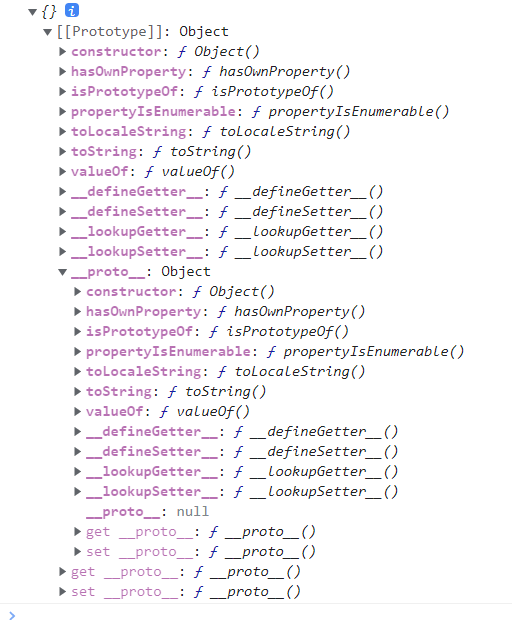 ▼{} i
▼[[Prototype]]: Object
▶constructor: ƒ Object()
▶hasOwnProperty: ƒ hasOwnProperty()
▶isPrototypeOf: ƒ isPrototypeOf()
▶propertyIsEnumerable: ƒ propertyIsEnumerable()
▶toLocaleString: ƒ toLocaleString()
▶toString: ƒ toString()
▶valueOf: ƒ valueOf()
▶__defineGetter__: ƒ __defineGetter__()
▶__defineSetter__: ƒ __defineSetter__()
▶__lookupGetter__: ƒ __lookupGetter__()
▶__lookupSetter__: ƒ __lookupSetter__()
▼__proto__: Object
▶constructor: ƒ Object()
▶hasOwnProperty: ƒ hasOwnProperty()
▶isPrototypeOf: ƒ isPrototypeOf()
▶propertyIsEnumerable: ƒ propertyIsEnumerable()
▶toLocaleString: ƒ toLocaleString()
▶toString: ƒ toString()
▶valueOf: ƒ valueOf()
▶__defineGetter__: ƒ __defineGetter__()
▶__defineSetter__: ƒ __defineSetter__()
▶__lookupGetter__: ƒ __lookupGetter__()
▶__lookupSetter__: ƒ __lookupSetter__()
__proto__: null
▶get __proto__: ƒ __proto__()
▶set __proto__: ƒ __proto__()
▶get __proto__: ƒ __proto__()
▶set __proto__: ƒ __proto__()
>